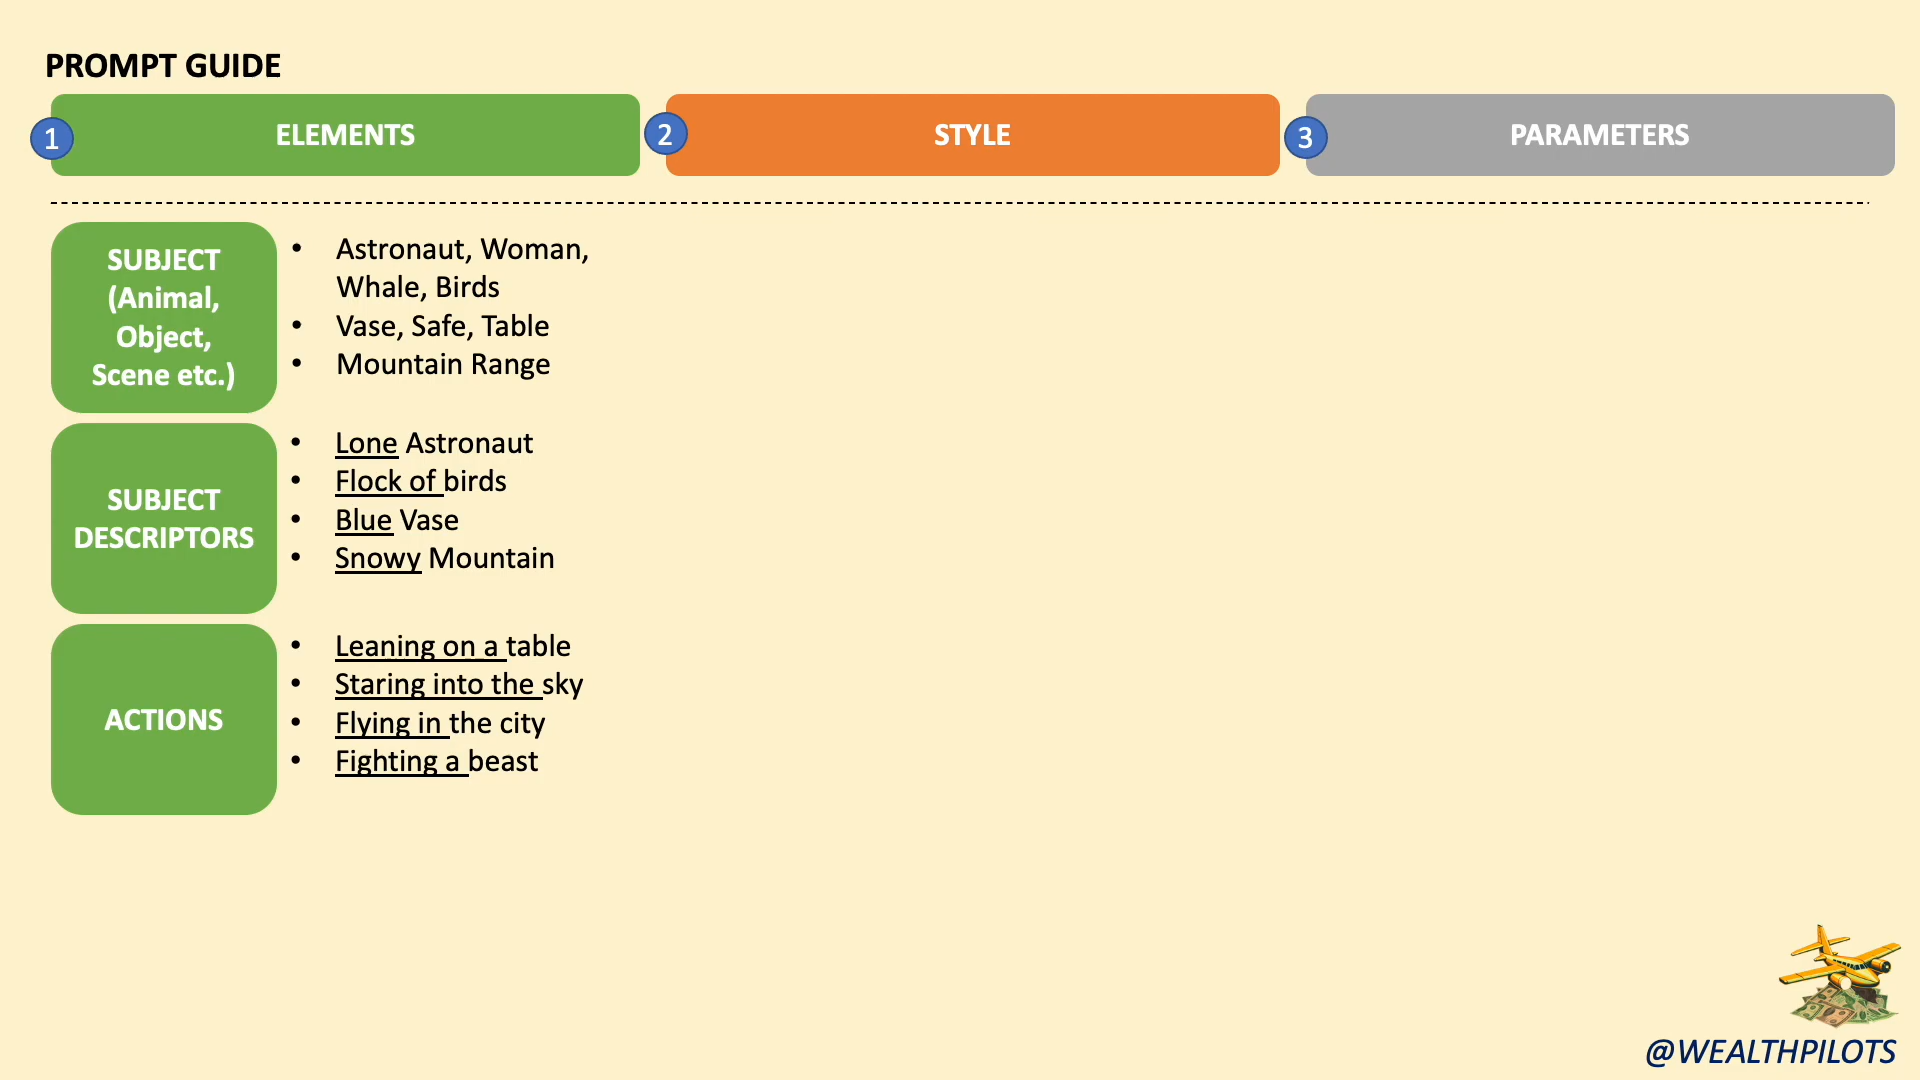 PROMPT GUIDE
1
ELEMENTS
2
STYLE
3
PARAMETERS
SUBJECT
(Animal,
Object,
Scene etc.)
• Astronaut, Woman,
Whale, Birds
• Vase, Safe, Table
• Mountain Range
SUBJECT
DESCRIPTORS
• Lone Astronaut
• Flock of birds
• Blue Vase
• Snowy Mountain
ACTIONS
• Leaning on a table
• Staring into the sky
• Flying in the city
• Fighting a beast
@WEALTHPILOTS